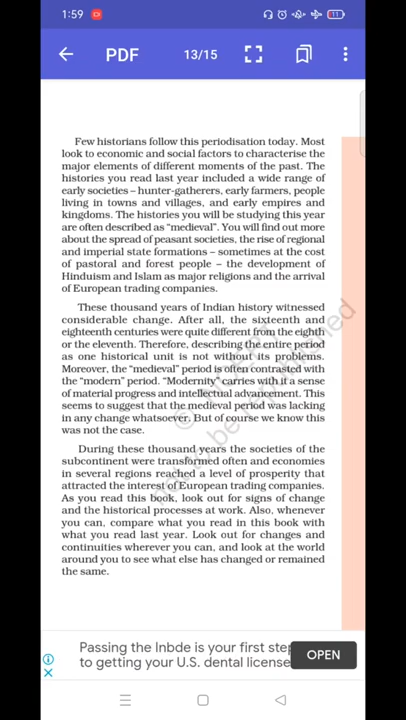 1:59
11
PDF
13/15
Few historians follow this periodisation today. Most
look to economic and social factors to characterise the
major elements of different moments of the past. The
histories you read last year included a wide range of
early societies – hunter-gatherers, early farmers, people
living in towns and villages, and early empires and
kingdoms. The histories you will be studying this year
are often described as "medieval". You will find out more
about the spread of peasant societies, the rise of regional
and imperial state formations – sometimes at the cost
of pastoral and forest people – the development of
Hinduism and Islam as major religions and the arrival
of European trading companies.
These thousand years of Indian history witnessed
considerable change. After all, the sixteenth and
eighteenth centuries were quite different from the eighth
or the eleventh. Therefore, describing the entire period
as one historical unit is not without its problems.
Moreover, the "medieval" period is often contrasted with
the "modern" period. "Modernity" carries with it a sense
of material progress and intellectual advancement. This
seems to suggest that the medieval period was lacking
in any change whatsoever. But of course we know this
was not the case.
During these thousand years the societies of the
subcontinent were transformed often and economies
in several regions reached a level of prosperity that
attracted the interest of European trading companies.
As you read this book, look out for signs of change
and the historical processes at work. Also, whenever
you can, compare what you read in this book with
what you read last year. Look out for changes and
continuities wherever you can, and look at the world
around you to see what else has changed or remained
the same.
Passing the Inbde is your first step
to getting your U.S. dental license
OPEN